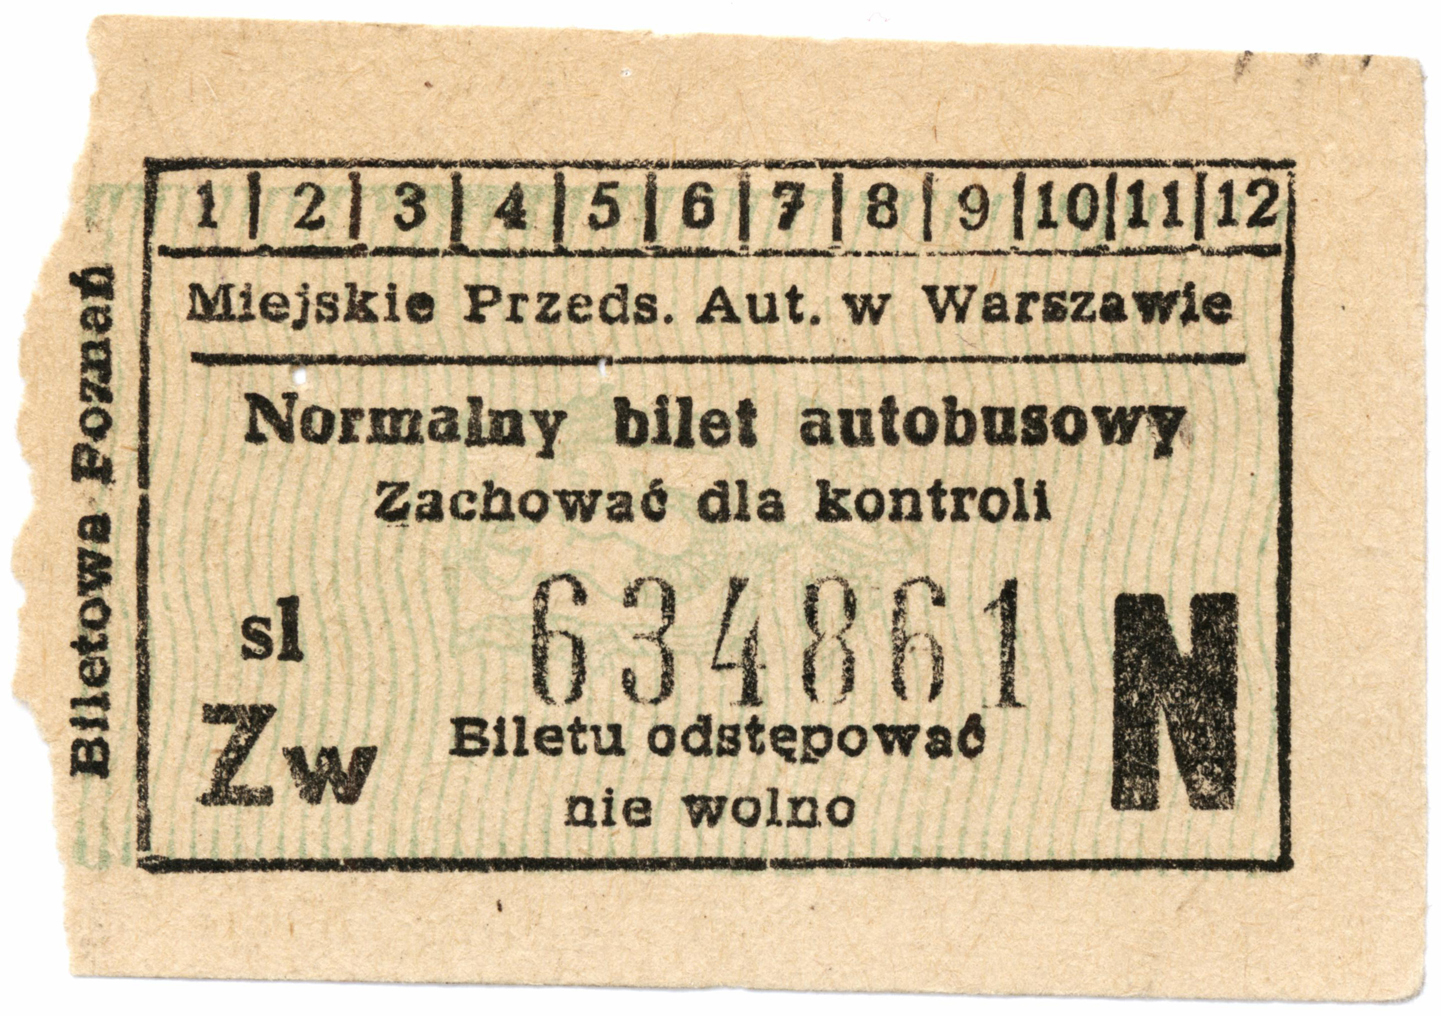 1 | 2 | 3 | 4 | 5 | 6 | 7 | 8 | 9 | 10 | 11 | 12
Miejskie Przeds. Aut. w Warszawie
Normalny bilet autobusowy
Zachować dla kontroli
sl
634861
Zw
N
Biletu odstępować
nie wolno
Biletowa Poznań